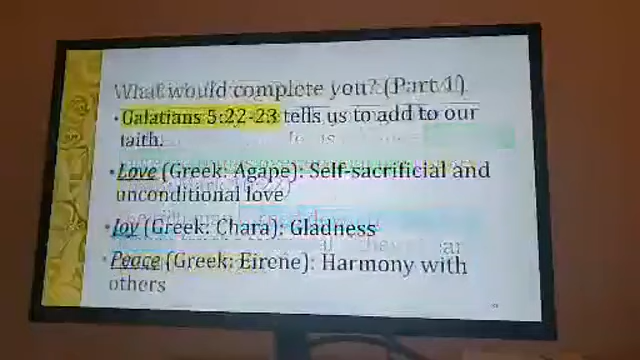 What would complete you? (Part 1)
Galatians 5:22-23 tells us to add to our
faith.
Love (Greek: Agape): Self-sacrificial and
unconditional love
Joy (Greek: Chara): Gladness
Peace (Greek: Eirene): Harmony with
others